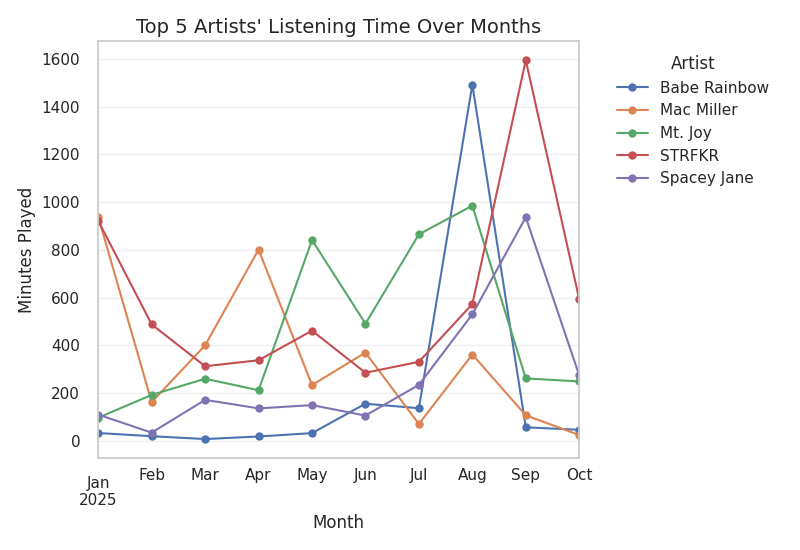 Top 5 Artists' Listening Time Over Months
Artist
Babe Rainbow
Mac Miller
Mt. Joy
STRFKR
Spacey Jane
Minutes Played
1600
1400
1200
1000
800
600
400
200
0
Jan Feb Mar Apr May Jun Jul Aug Sep Oct
2025
Month